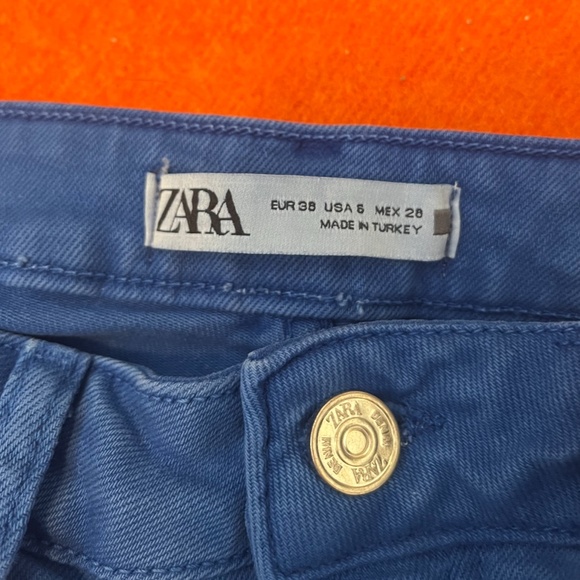 ZARA
EUR 38 USA 6 MEX 28
MADE IN TURKEY
ZARA DENIM ZARA DENIM